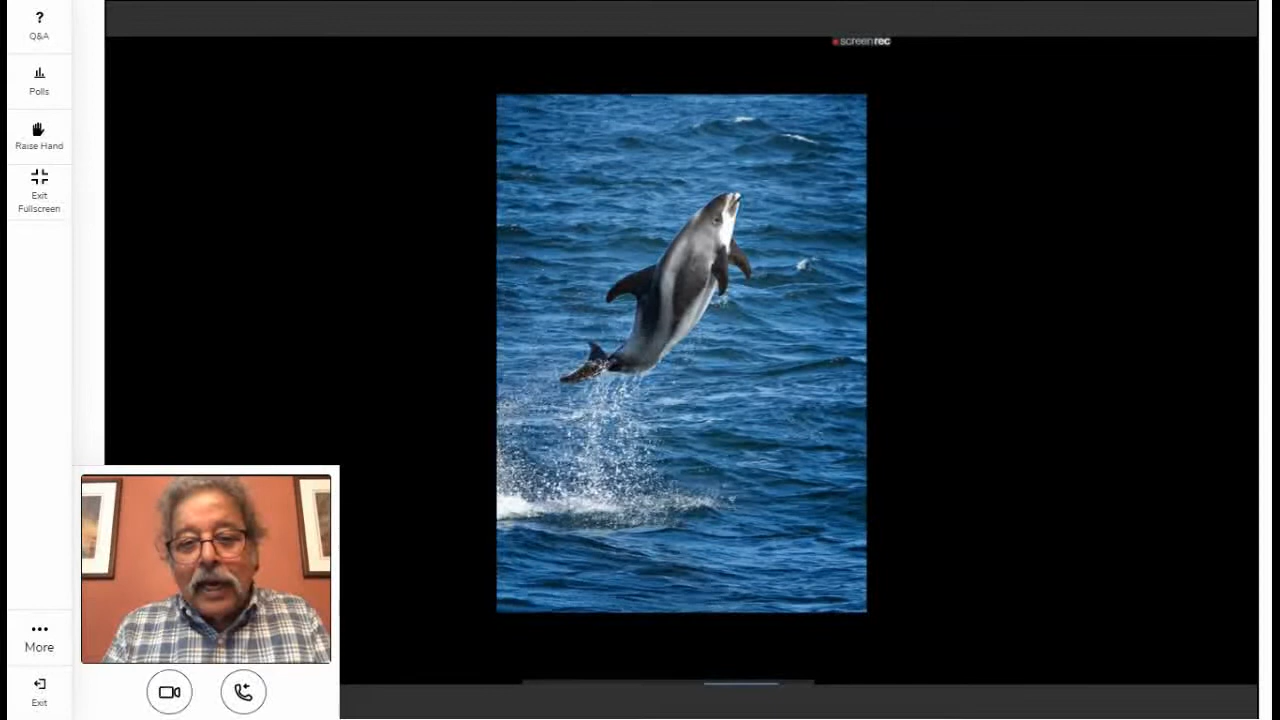 Q&A
Polls
Raise Hand
Exit
Fullscreen
More
Exit
screenrec